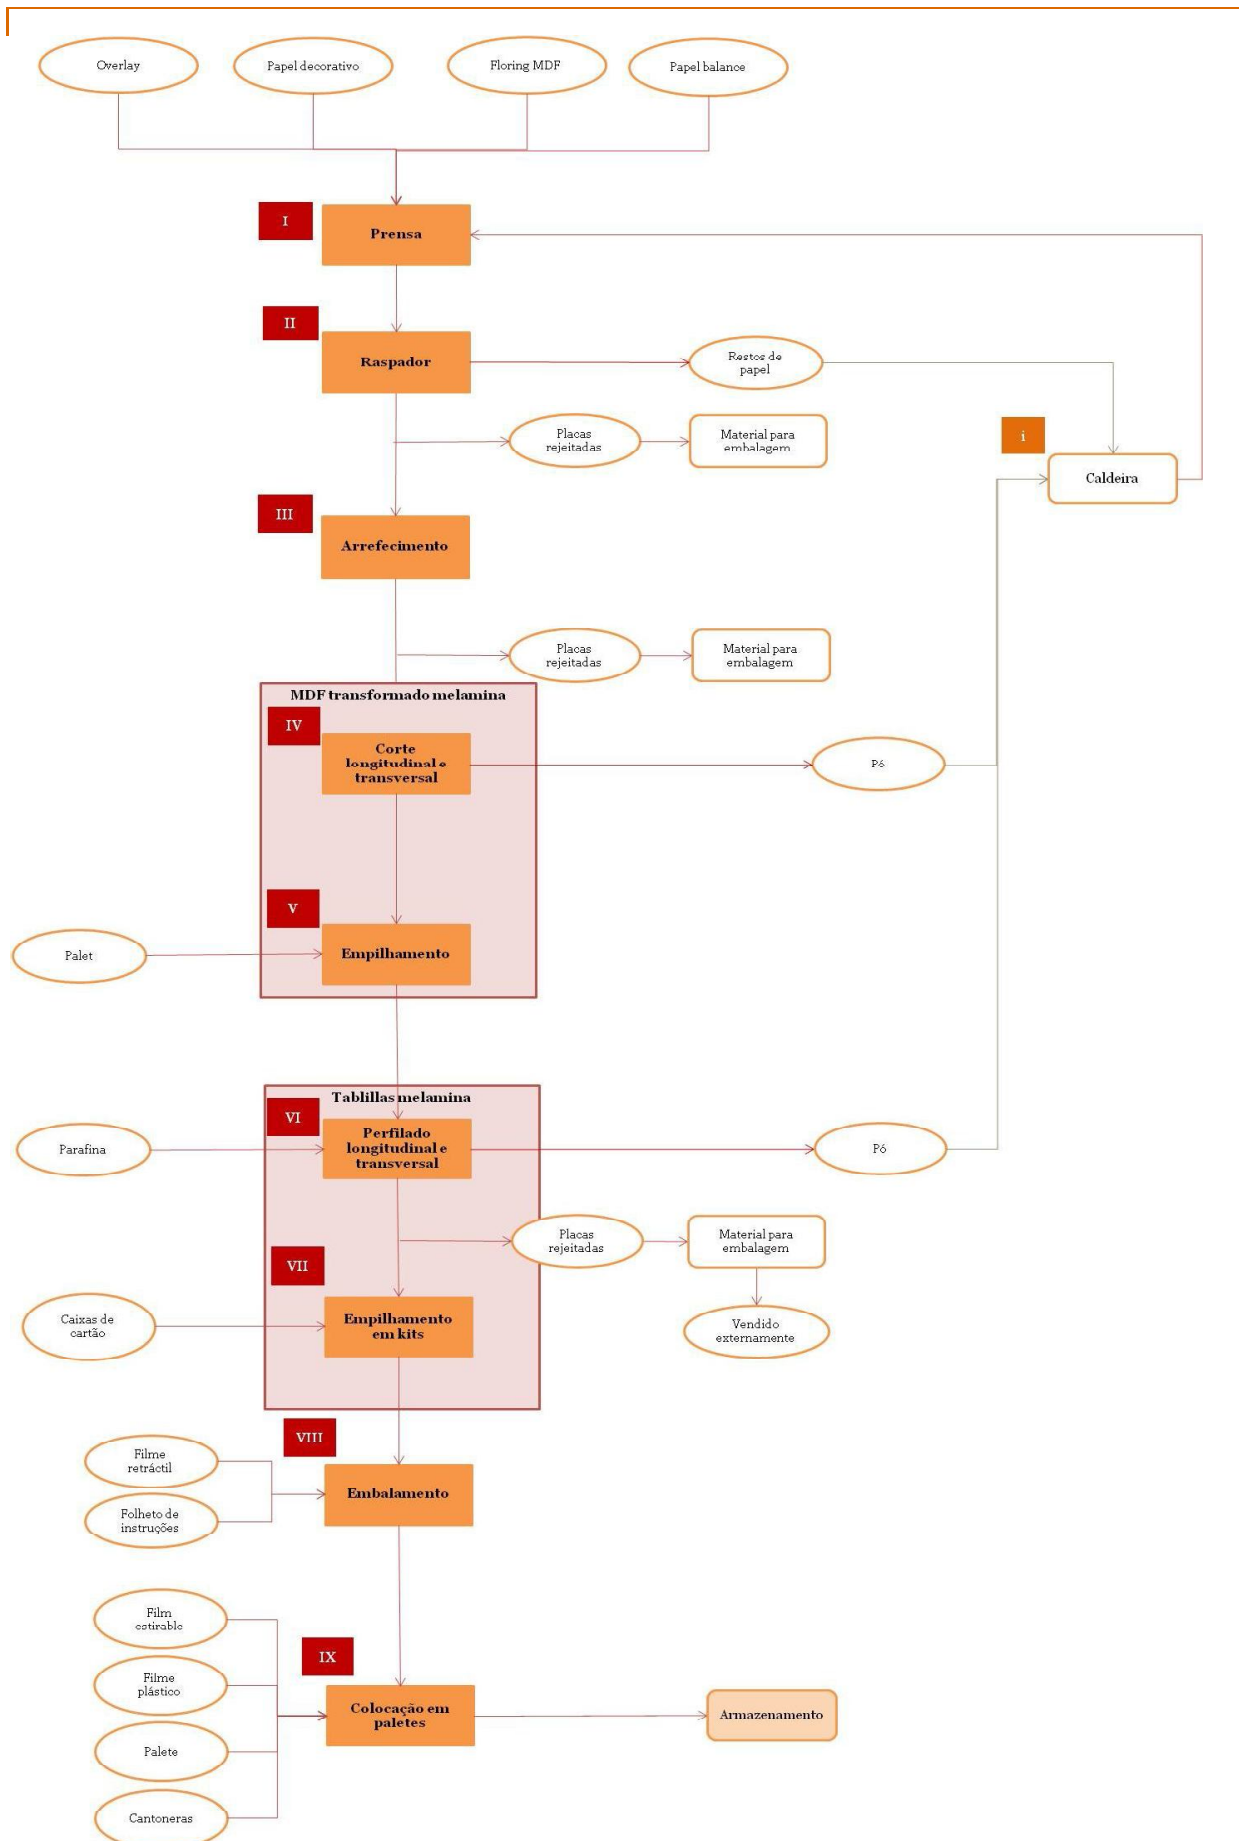 Overlay
Papel decorativo
Floring MDF
Papel balance
I
Prensa
II
Raspador
Restos de
papel
Placas
rejeitadas
Material para
embalagem
i
Caldeira
III
Arrefecimento
Placas
rejeitadas
Material para
embalagem
MDF transformado melamina
IV
Corte
longitudinal e
transversal
Pó
V
Empilhamento
Palet
Tablillas melamina
VI
Perfilado
longitudinal e
transversal
Parafina
Pó
Placas
rejeitadas
Material para
embalagem
VII
Empilhamento
em kits
Caixas de
cartão
Vendido
externamente
VIII
Filme
retráctil
Embalamento
Folheto de
instruções
Film
estirable
IX
Filme
plástico
Colocação em
paletes
Armazenamento
Palete
Cantoneras